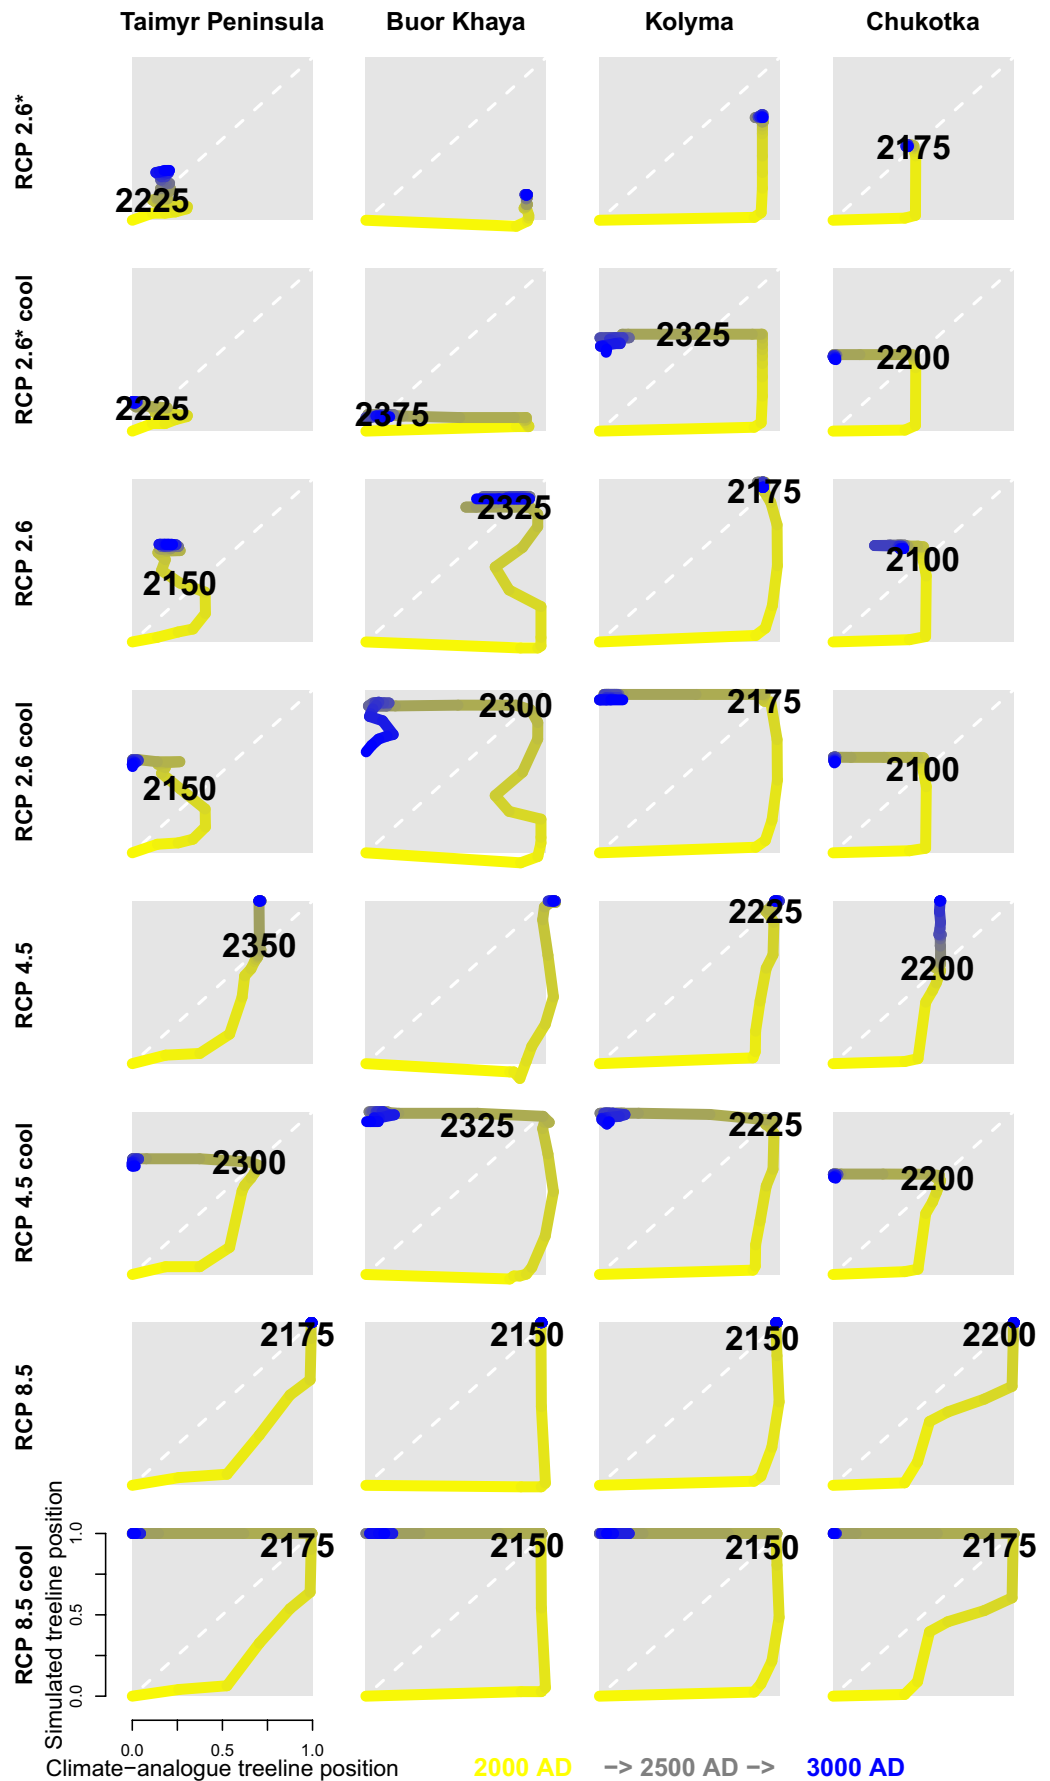 Taimyr Peninsula Buor Khaya Kolyma Chukotka
RCP 2.6*
2225 2175
RCP 2.6* cool
2225 2375 2325 2200
RCP 2.6
2150 2325 2175 2100
RCP 2.6 cool
2150 2300 2175 2100
RCP 4.5
2350 2225 2200
RCP 4.5 cool
2300 2325 2225 2200
RCP 8.5
2175 2150 2150 2200
RCP 8.5 cool
2175 2150 2150 2175
Simulated treeline position
0.0 0.5 1.0
0.0 0.5 1.0
Climate−analogue treeline position
2000 AD −> 2500 AD −> 3000 AD